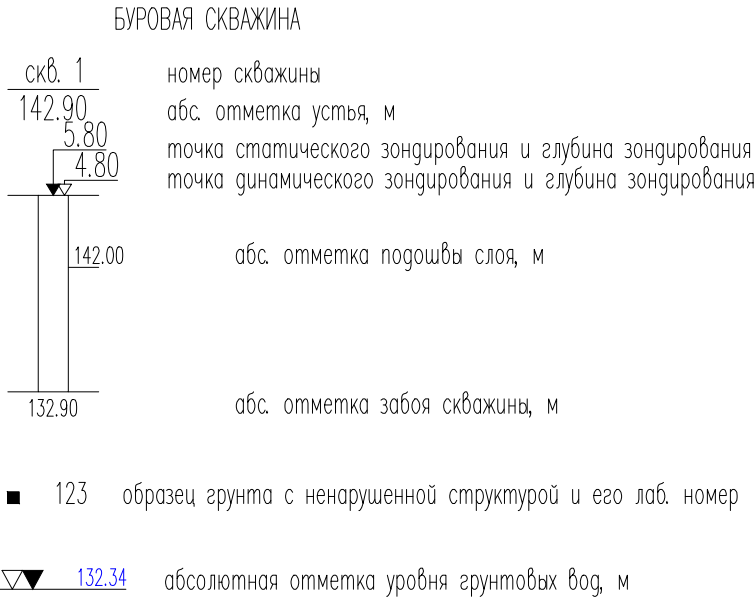 БУРОВАЯ СКВАЖИНА
скв. 1 номер скважины
142.90 абс. отметка устья, м
5.80 точка статического зондирования и глубина зондирования
4.80 точка динамического зондирования и глубина зондирования
142.00 абс. отметка подошвы слоя, м
132.90 абс. отметка забоя скважины, м
123 образец грунта с ненарушенной структурой и его лаб. номер
132.34 абсолютная отметка уровня грунтовых вод, м